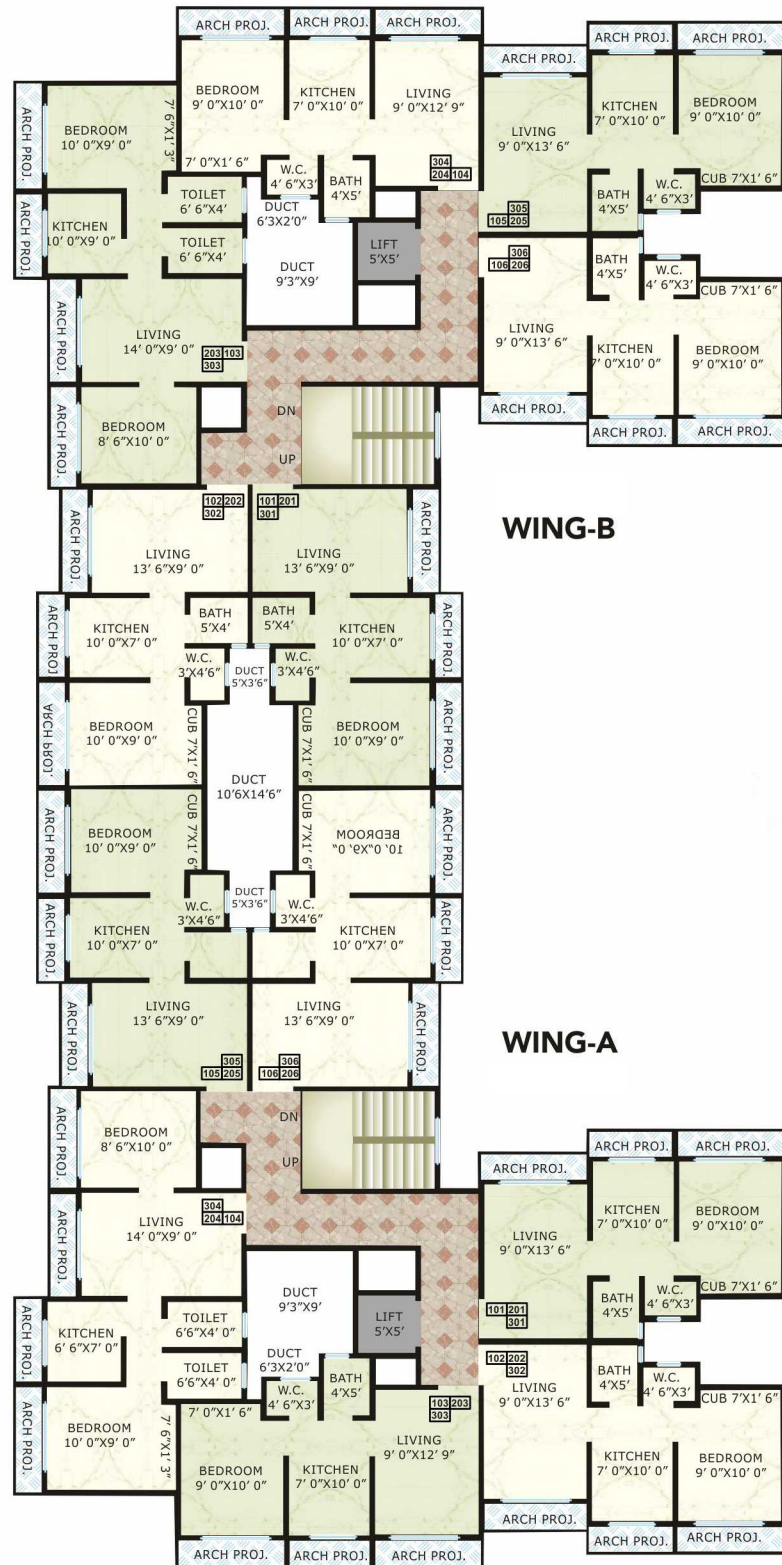 ARCH PROJ.
ARCH PROJ.
ARCH PROJ.
ARCH PROJ.
ARCH PROJ.
ARCH PROJ.
ARCH PROJ.
BEDROOM
10' 0"X9' 0"
7' 6"X1' 3"
BEDROOM
9' 0"X10' 0"
7' 0"X1' 6"
KITCHEN
7' 0"X10' 0"
LIVING
9' 0"X12' 9"
304
204 104
W.C.
4' 6"X3'
BATH
4'X5'
LIVING
9' 0"X13' 6"
305
105 205
KITCHEN
7' 0"X10' 0"
BEDROOM
9' 0"X10' 0"
CUB 7'X1' 6"
BATH
4'X5'
W.C.
4' 6"X3'
ARCH PROJ.
KITCHEN
10' 0"X9' 0"
TOILET
6' 6"X4'
TOILET
6' 6"X4'
DUCT
6'3X2'0"
DUCT
9'3"X9'
LIFT
5'X5'
306
106 206
LIVING
9' 0"X13' 6"
BATH
4'X5'
W.C.
4' 6"X3'
CUB 7'X1' 6"
KITCHEN
7' 0"X10' 0"
BEDROOM
9' 0"X10' 0"
ARCH PROJ.
ARCH PROJ.
ARCH PROJ.
ARCH PROJ.
LIVING
14' 0"X9' 0"
203 103
303
ARCH PROJ.
BEDROOM
8' 6"X10' 0"
DN
UP
102 202
302
101 201
301
WING-B
ARCH PROJ.
LIVING
13' 6"X9' 0"
LIVING
13' 6"X9' 0"
ARCH PROJ.
ARCH PROJ.
KITCHEN
10' 0"X7' 0"
BATH
5'X4'
BATH
5'X4'
KITCHEN
10' 0"X7' 0"
ARCH PROJ.
W.C.
3'X4'6"
DUCT
5'X3'6"
W.C.
3'X4'6"
ARCH PROJ.
BEDROOM
10' 0"X9' 0"
CUB 7'X1' 6"
CUB 7'X1' 6"
BEDROOM
10' 0"X9' 0"
ARCH PROJ.
DUCT
10'6X14'6"
ARCH PROJ.
BEDROOM
10' 0"X9' 0"
CUB 7'X1' 6"
CUB 7'X1' 6"
BEDROOM
10' 0"X9' 0"
ARCH PROJ.
W.C.
3'X4'6"
DUCT
5'X3'6"
W.C.
3'X4'6"
ARCH PROJ.
KITCHEN
10' 0"X7' 0"
KITCHEN
10' 0"X7' 0"
ARCH PROJ.
ARCH PROJ.
LIVING
13' 6"X9' 0"
LIVING
13' 6"X9' 0"
ARCH PROJ.
WING-A
305
105 205
306
106 206
ARCH PROJ.
BEDROOM
8' 6"X10' 0"
DN
UP
ARCH PROJ.
ARCH PROJ.
ARCH PROJ.
ARCH PROJ.
LIVING
14' 0"X9' 0"
304
204 104
LIVING
9' 0"X13' 6"
101 201
301
KITCHEN
7' 0"X10' 0"
BEDROOM
9' 0"X10' 0"
CUB 7'X1' 6"
BATH
4'X5'
W.C.
4' 6"X3'
DUCT
9'3"X9'
LIFT
5'X5'
DUCT
6'3X2'0"
ARCH PROJ.
KITCHEN
6' 6"X7' 0"
TOILET
6'6"X4' 0"
TOILET
6'6"X4' 0"
102 202
302
LIVING
9' 0"X13' 6"
BATH
4'X5'
W.C.
4' 6"X3'
CUB 7'X1' 6"
KITCHEN
7' 0"X10' 0"
BEDROOM
9' 0"X10' 0"
ARCH PROJ.
BEDROOM
10' 0"X9' 0"
7' 6"X1' 3"
7' 0"X1' 6"
W.C.
4' 6"X3'
BATH
4'X5'
103 203
303
BEDROOM
9' 0"X10' 0"
KITCHEN
7' 0"X10' 0"
LIVING
9' 0"X12' 9"
ARCH PROJ.
ARCH PROJ.
ARCH PROJ.
ARCH PROJ.
ARCH PROJ.
ARCH PROJ.